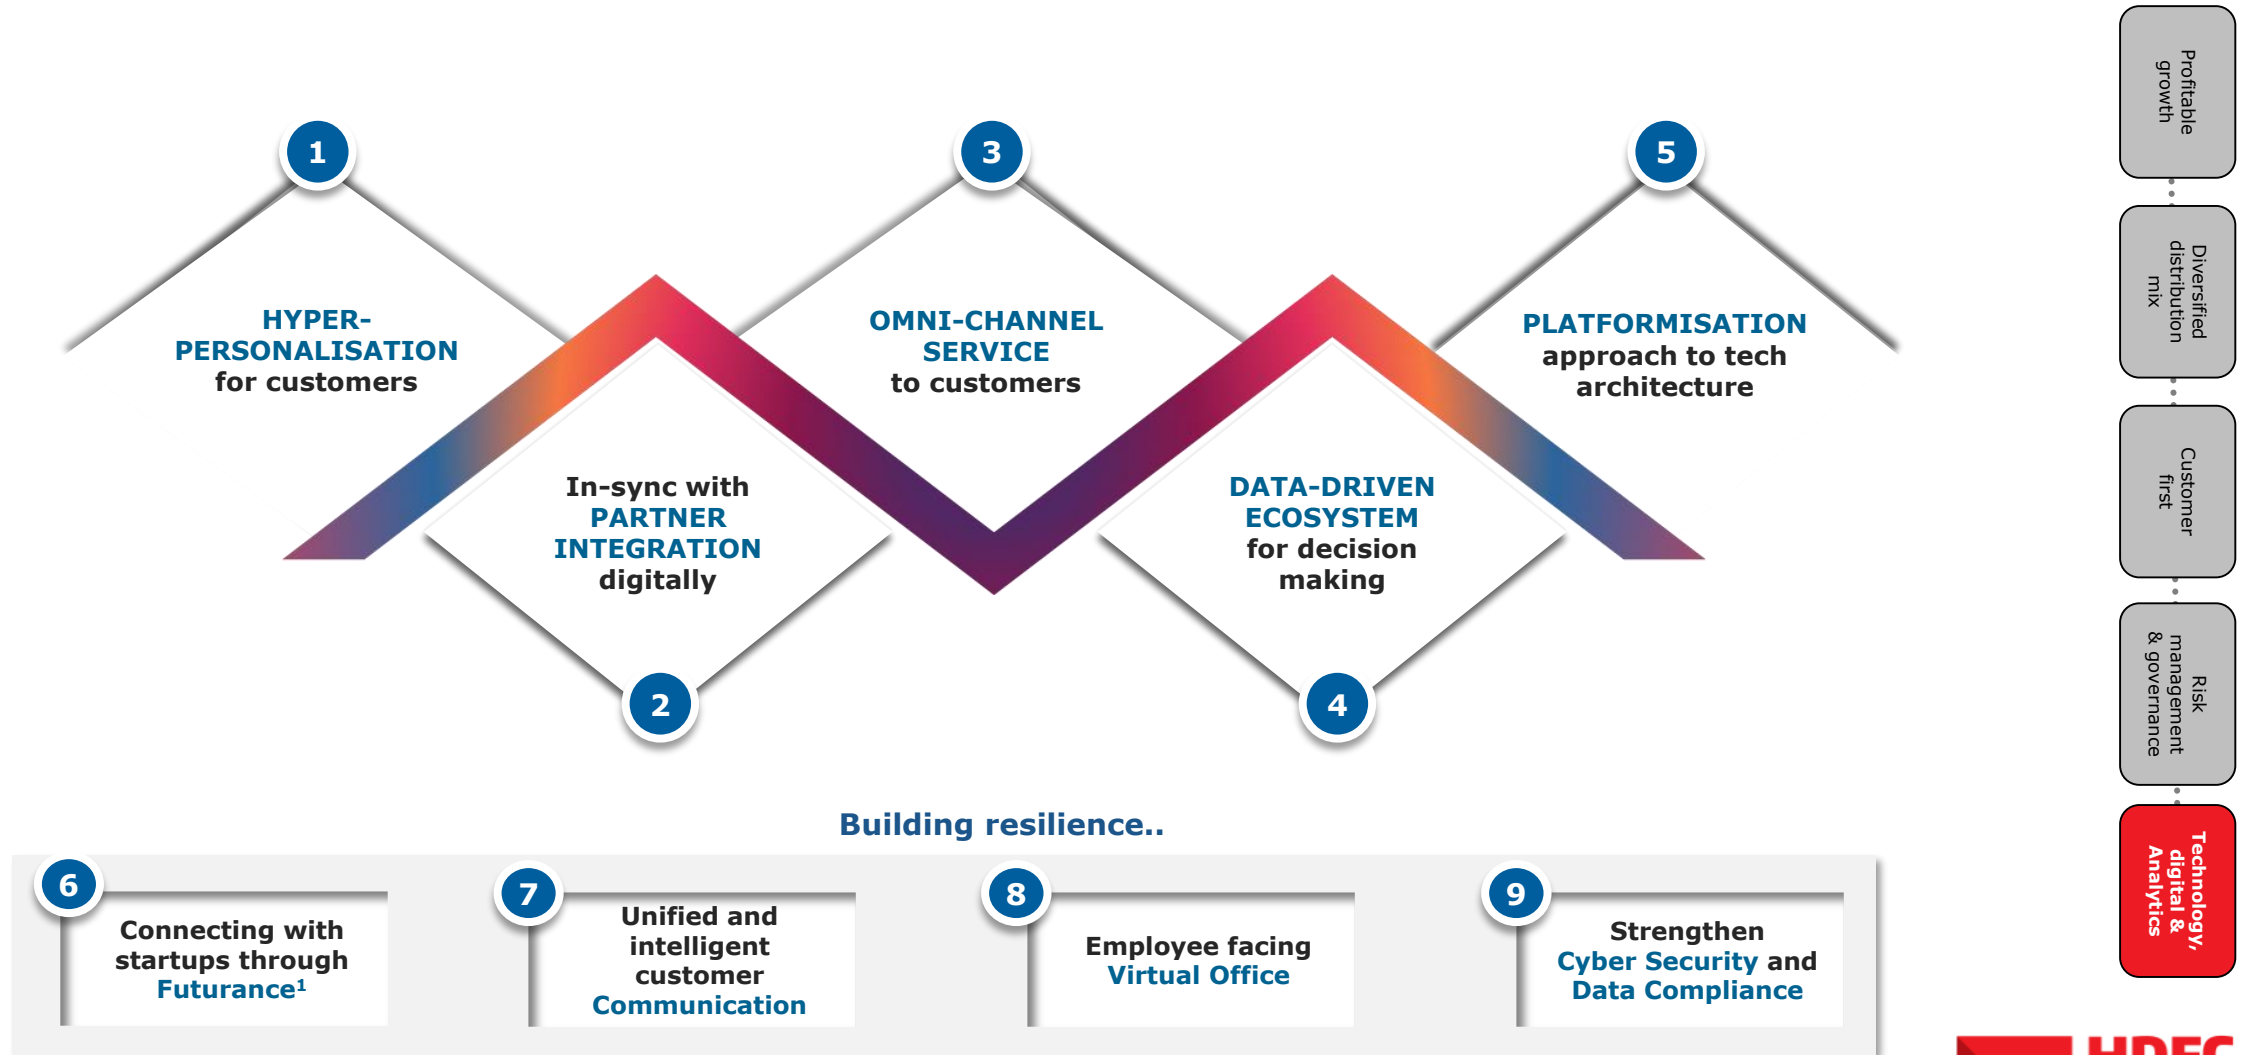 1
HYPER-
PERSONALISATION
for customers
2
In-sync with
PARTNER
INTEGRATION
digitally
3
OMNI-CHANNEL
SERVICE
to customers
4
DATA-DRIVEN
ECOSYSTEM
for decision
making
5
PLATFORMISATION
approach to tech
architecture
Building resilience..
6
Connecting with
startups through
Futurance¹
7
Unified and
intelligent
customer
Communication
8
Employee facing
Virtual Office
9
Strengthen
Cyber Security and
Data Compliance
Profitable
growth
Diversified
distribution
mix
Customer
first
Risk
management
& governance
Technology,
digital &
Analytics
HDFC